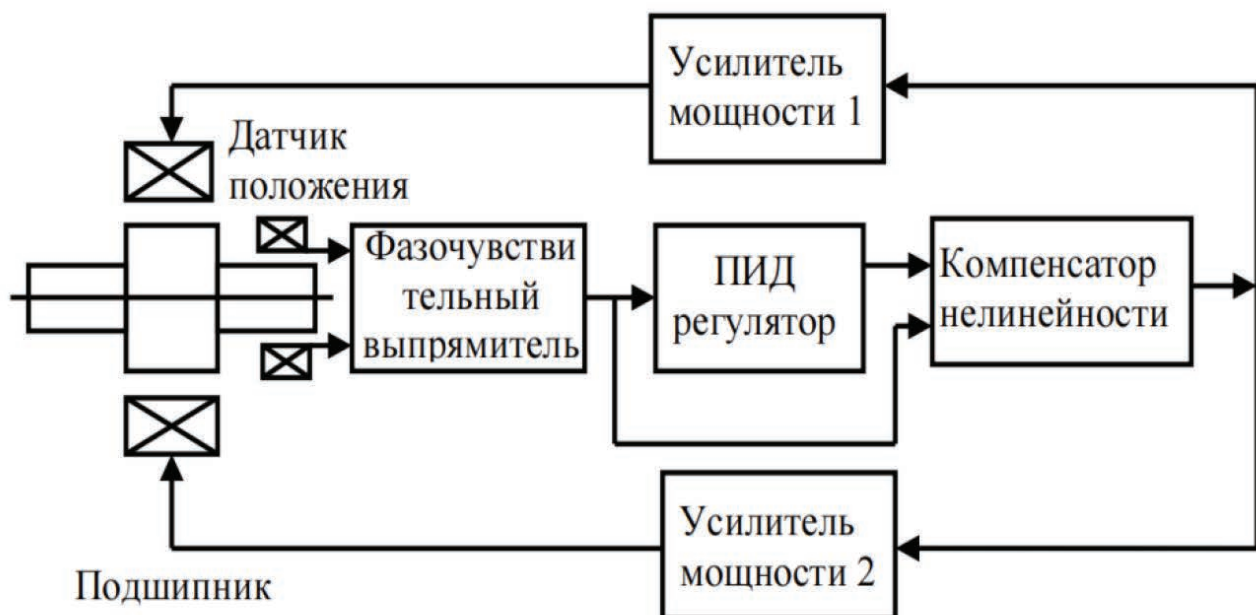 Усилитель
мощности 1
Датчик
положения
Фазочувстви
тельный
выпрямитель
ПИД
регулятор
Компенсатор
нелинейности
Усилитель
мощности 2
Подшипник